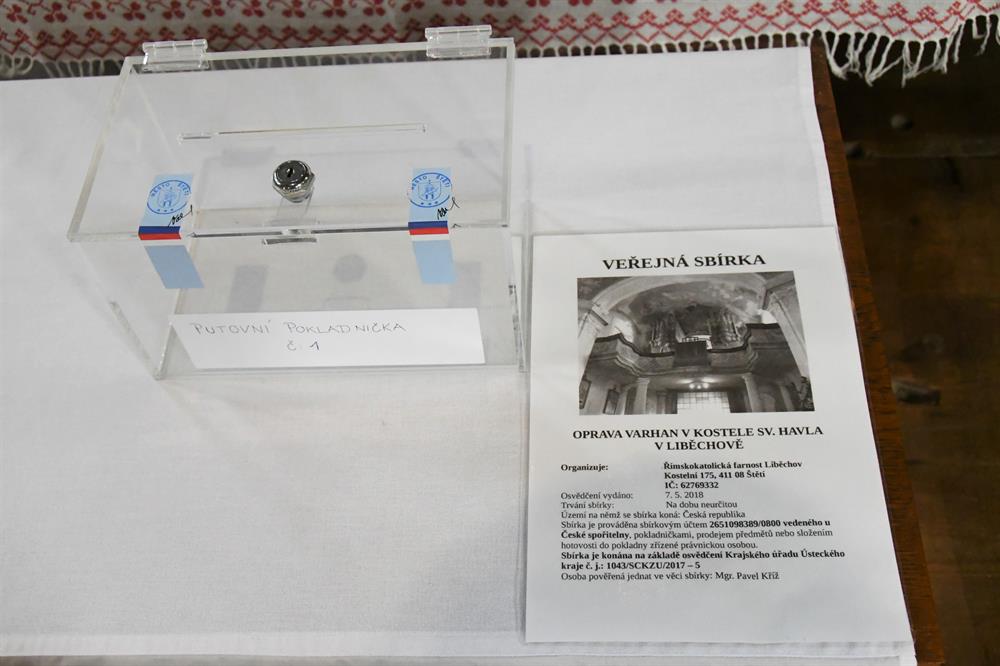 MĚSTO ŠTĚTÍ
MĚSTO ŠTĚTÍ
PUTOVNÍ POKLADNIČKA
Č. 1
VEŘEJNÁ SBÍRKA
OPRAVA VARHAN V KOSTELE SV. HAVLA
V LIBĚCHOVĚ
Organizuje: Římskokatolická farnost Liběchov
Kostelní 175, 411 08 Štětí
IČ: 62769332
Osvědčení vydáno: 7. 5. 2018
Trvání sbírky: Na dobu neurčitou
Území na němž se sbírka koná: Česká republika
Sbírka je prováděna sbírkovým účtem 2651098389/0800 vedeného u
České spořitelny, pokladničkami, prodejem předmětů nebo složením
hotovosti do pokladny zřízené právnickou osobou.
Sbírka je konána na základě osvědčení Krajského úřadu Ústeckého
kraje č. j.: 1043/SCKZU/2017 – 5
Osoba pověřená jednat ve věci sbírky: Mgr. Pavel Kříž